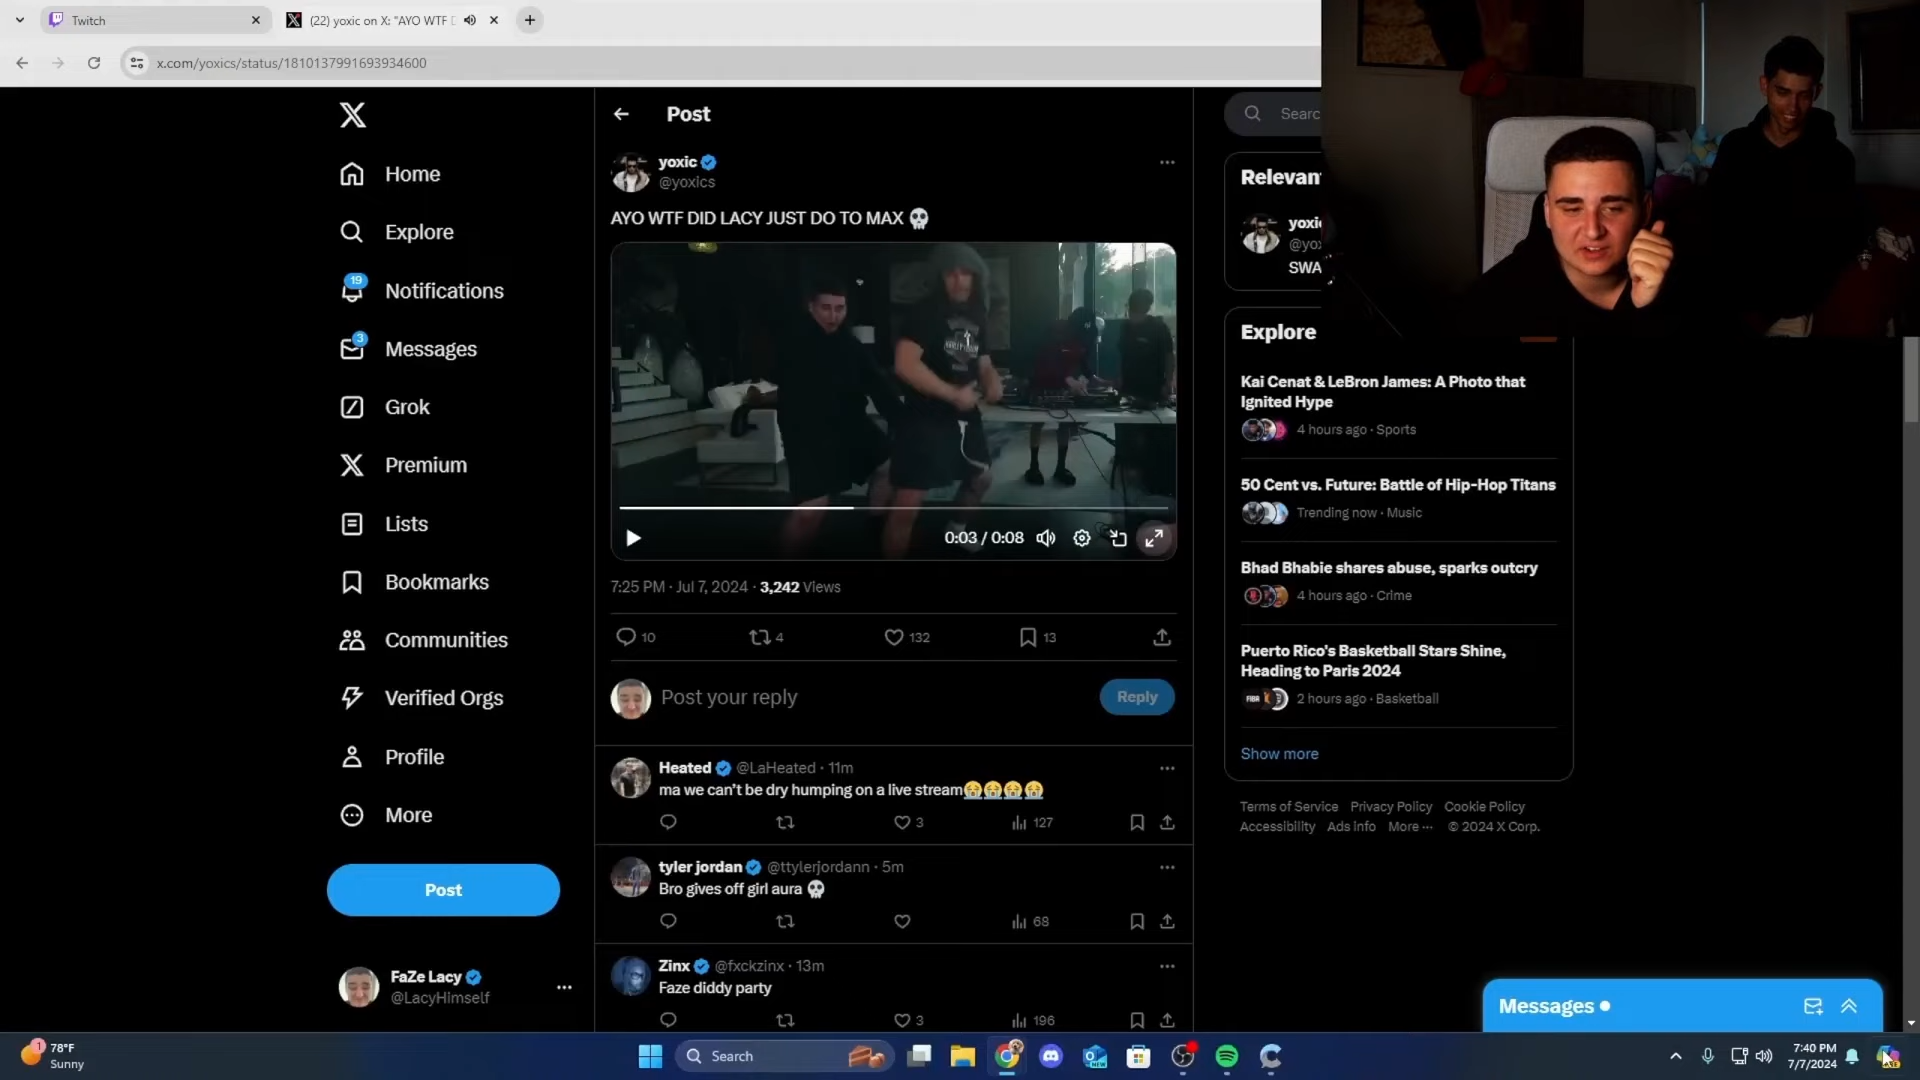 Twitch
(22) yoxic on X: "AYO WTF D
x.com/yoxics/status/1810137991693934600
Home
Explore
19
Notifications
3
Messages
Grok
Premium
Lists
Bookmarks
Communities
Verified Orgs
Profile
More
Post
FaZe Lacy
@LacyHimself
Post
yoxic
@yoxics
AYO WTF DID LACY JUST DO TO MAX 💀
0:03 / 0:08
7:25 PM · Jul 7, 2024 · 3,242 Views
10 4 132 13
Post your reply
Reply
Heated @LaHeated · 11m
ma we can't be dry humping on a live stream😭😭😭😭
3 127
tyler jordan @ttylerjordann · 5m
Bro gives off girl aura 💀
68
Zinx @fxckzinx · 13m
Faze diddy party
3 196
Searc
Relevan
yoxi
@yox
SWA
Explore
Kai Cenat & LeBron James: A Photo that
Ignited Hype
4 hours ago · Sports
50 Cent vs. Future: Battle of Hip-Hop Titans
Trending now · Music
Bhad Bhabie shares abuse, sparks outcry
4 hours ago · Crime
Puerto Rico's Basketball Stars Shine,
Heading to Paris 2024
FIBA
2 hours ago · Basketball
Show more
Terms of Service Privacy Policy Cookie Policy
Accessibility Ads info More ··· © 2024 X Corp.
Messages
1
78°F
Sunny
Search
NEW
7:40 PM
7/7/2024